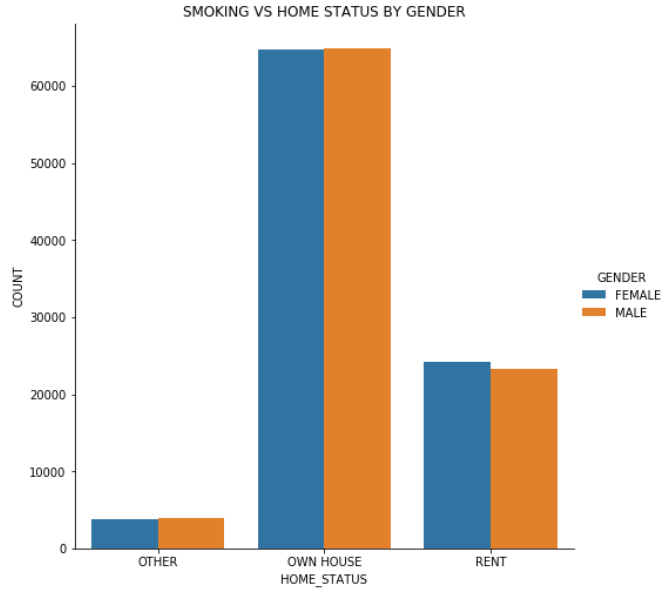 SMOKING VS HOME STATUS BY GENDER
60000
50000
40000
30000
20000
10000
0
COUNT
OTHER
OWN HOUSE
RENT
HOME_STATUS
GENDER
FEMALE
MALE